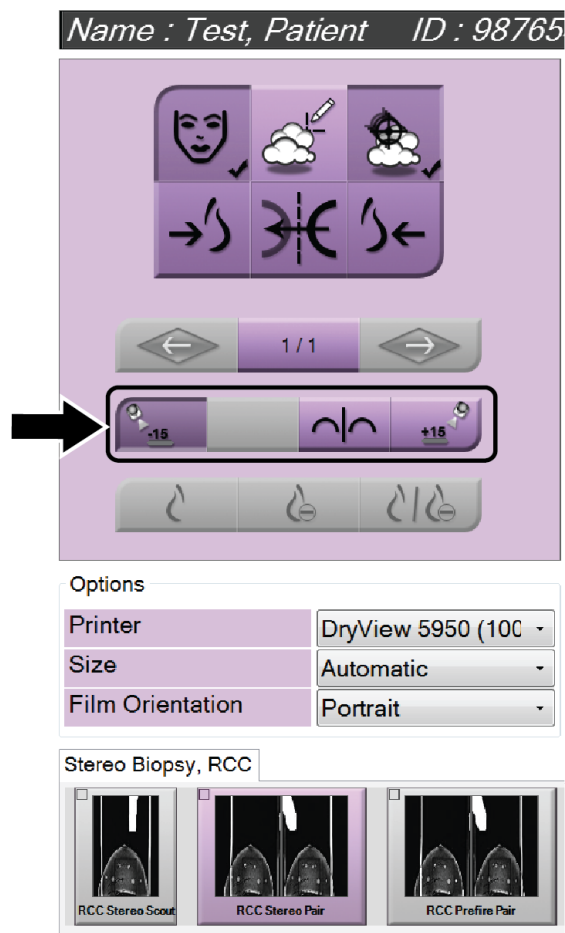 Name : Test, Patient ID : 98765
1 / 1
-15
+15
Options
Printer
DryView 5950 (100
Size
Automatic
Film Orientation
Portrait
Stereo Biopsy, RCC
RCC Stereo Scout
RCC Stereo Pair
RCC Prefire Pair